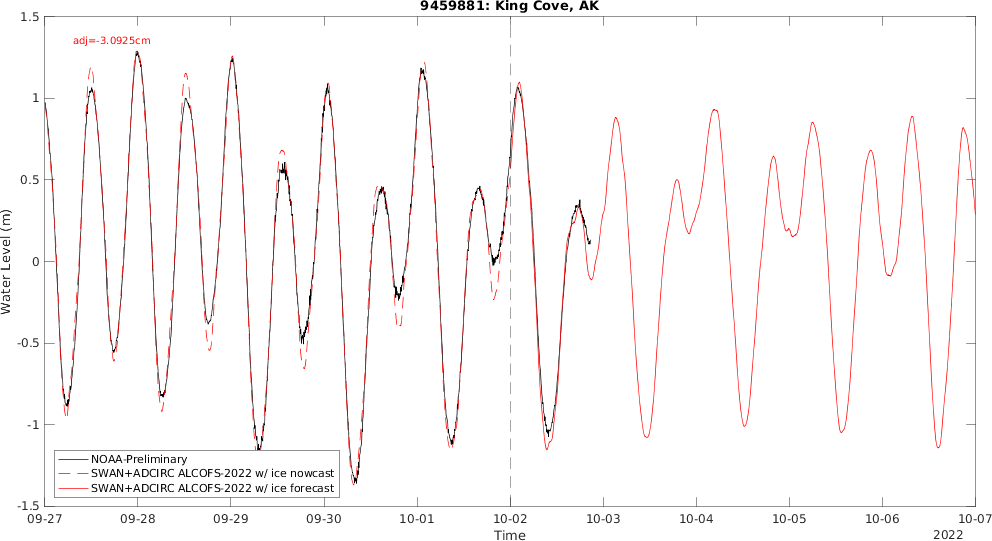 9459881: King Cove, AK
adj=-3.0925cm
Water Level (m)
1.5
1
0.5
0
-0.5
-1
-1.5
NOAA-Preliminary
SWAN+ADCIRC ALCOFS-2022 w/ ice nowcast
SWAN+ADCIRC ALCOFS-2022 w/ ice forecast
09-27 09-28 09-29 09-30 10-01 10-02 10-03 10-04 10-05 10-06 10-07
Time
2022